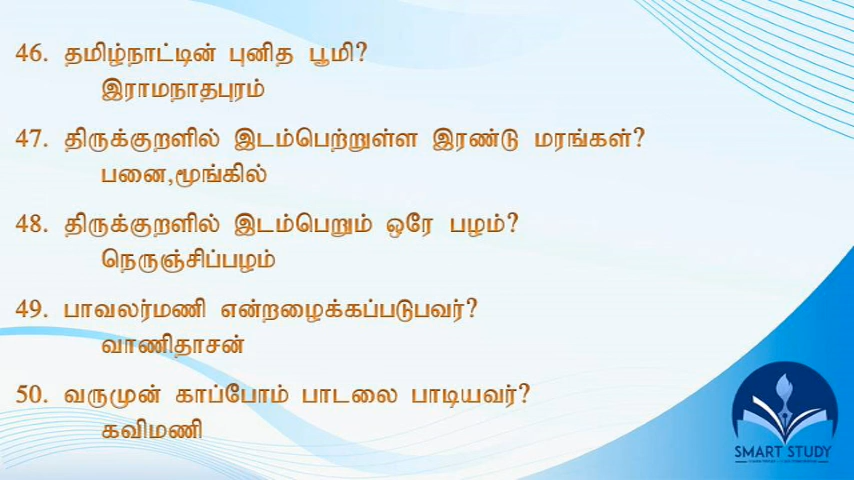 46. தமிழ்நாட்டின் புனித பூமி?
இராமநாதபுரம்
47. திருக்குறளில் இடம்பெற்றுள்ள இரண்டு மரங்கள்?
பனை,மூங்கில்
48. திருக்குறளில் இடம்பெறும் ஒரே பழம்?
நெருஞ்சிப்பழம்
49. பாவலர்மணி என்றழைக்கப்படுபவர்?
வாணிதாசன்
50. வருமுன் காப்போம் பாடலை பாடியவர்?
கவிமணி
SMART STUDY